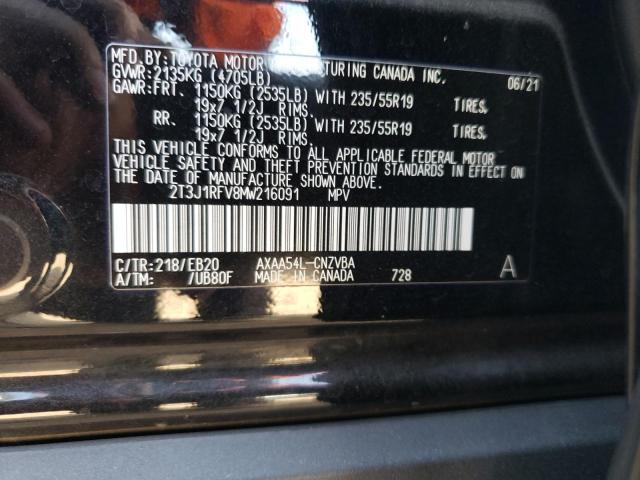 MFD.BY:TOYOTA MOTOR MANUFACTURING CANADA INC.
GVWR:2135KG (4705LB) 06/21
GAWR:FRT. 1150KG (2535LB) WITH 235/55R19 TIRES,
19x7 1/2J RIMS.
RR. 1150KG (2535LB) WITH 235/55R19 TIRES,
19x7 1/2J RIMS.
THIS VEHICLE CONFORMS TO ALL APPLICABLE FEDERAL MOTOR
VEHICLE SAFETY AND THEFT PREVENTION STANDARDS IN EFFECT ON
THE DATE OF MANUFACTURE SHOWN ABOVE.
2T3J1RFV8MW216091 MPV
C/TR:218/EB20 AXAA54L-CNZVBA
A/TM: /UB80F MADE IN CANADA 728 A